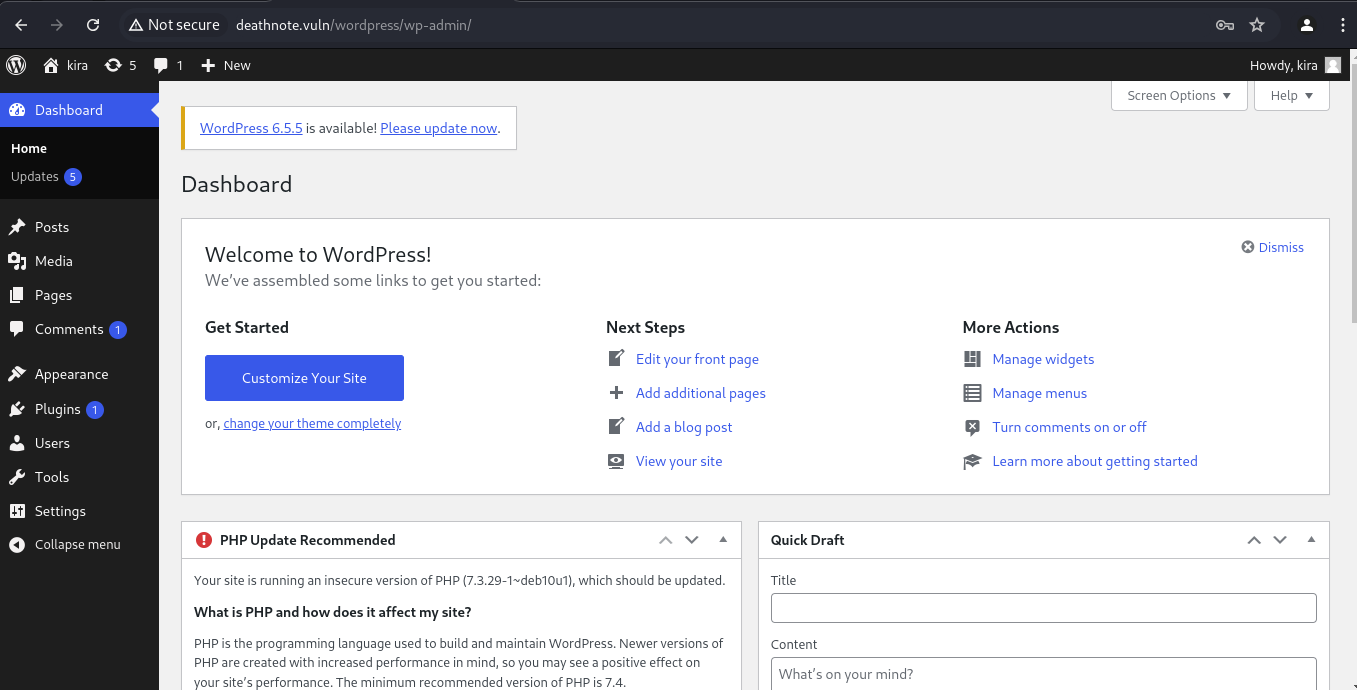 Not secure deathnote.vuln/wordpress/wp-admin/
kira 5 1 New Howdy, kira
Dashboard
Home
Updates 5
Posts
Media
Pages
Comments 1
Appearance
Plugins 1
Users
Tools
Settings
Collapse menu
Screen Options Help
WordPress 6.5.5 is available! Please update now.
Dashboard
Welcome to WordPress!
Dismiss
We've assembled some links to get you started:
Get Started
Customize Your Site
or, change your theme completely
Next Steps
Edit your front page
Add additional pages
Add a blog post
View your site
More Actions
Manage widgets
Manage menus
Turn comments on or off
Learn more about getting started
PHP Update Recommended
Your site is running an insecure version of PHP (7.3.29-1~deb10u1), which should be updated.
What is PHP and how does it affect my site?
PHP is the programming language used to build and maintain WordPress. Newer versions of
PHP are created with increased performance in mind, so you may see a positive effect on
your site's performance. The minimum recommended version of PHP is 7.4.
Quick Draft
Title
Content
What's on your mind?